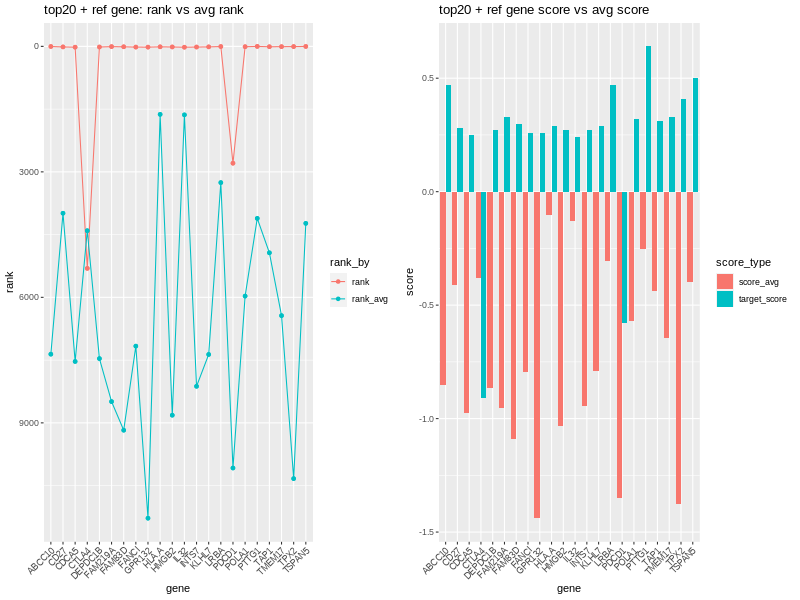 top20 + ref gene: rank vs avg rank
0
3000
6000
9000
rank
ABCC10
CD27
CDCA5
CTLA4
DEPDC1B
FAM219A
FAM83D
FANCI
GPR132
HLA.A
HMGB2
IL32
INTS7
KLHL7
LRBA
PDCD1
POLA1
PTTG1
TAP1
TMEM17
TPX2
TSPAN5
gene
rank_by
rank
rank_avg
top20 + ref gene score vs avg score
0.5
0.0
-0.5
-1.0
-1.5
score
ABCC10
CD27
CDCA5
CTLA4
DEPDC1B
FAM219A
FAM83D
FANCI
GPR132
HLA.A
HMGB2
IL32
INTS7
KLHL7
LRBA
PDCD1
POLA1
PTTG1
TAP1
TMEM17
TPX2
TSPAN5
gene
score_type
score_avg
target_score